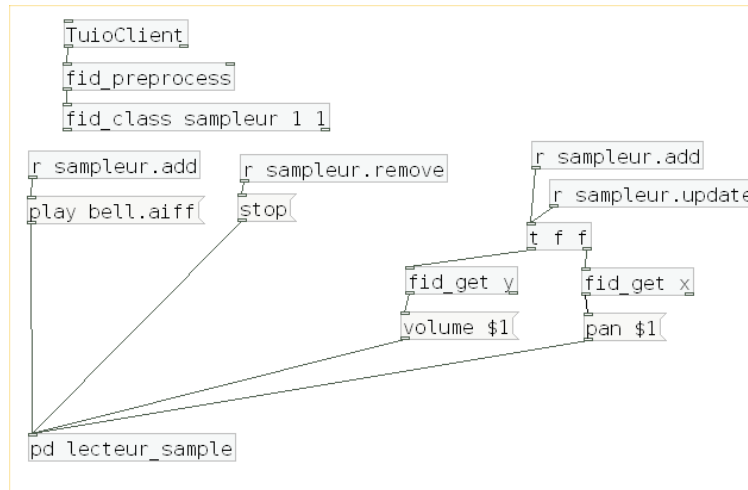 TuioClient
fid_preprocess
fid_class sampleur 1 1
r sampleur.add
play bell.aiff
r sampleur.remove
stop
r sampleur.add
r sampleur.update
t f f
fid_get y
fid_get x
volume $1
pan $1
pd lecteur_sample